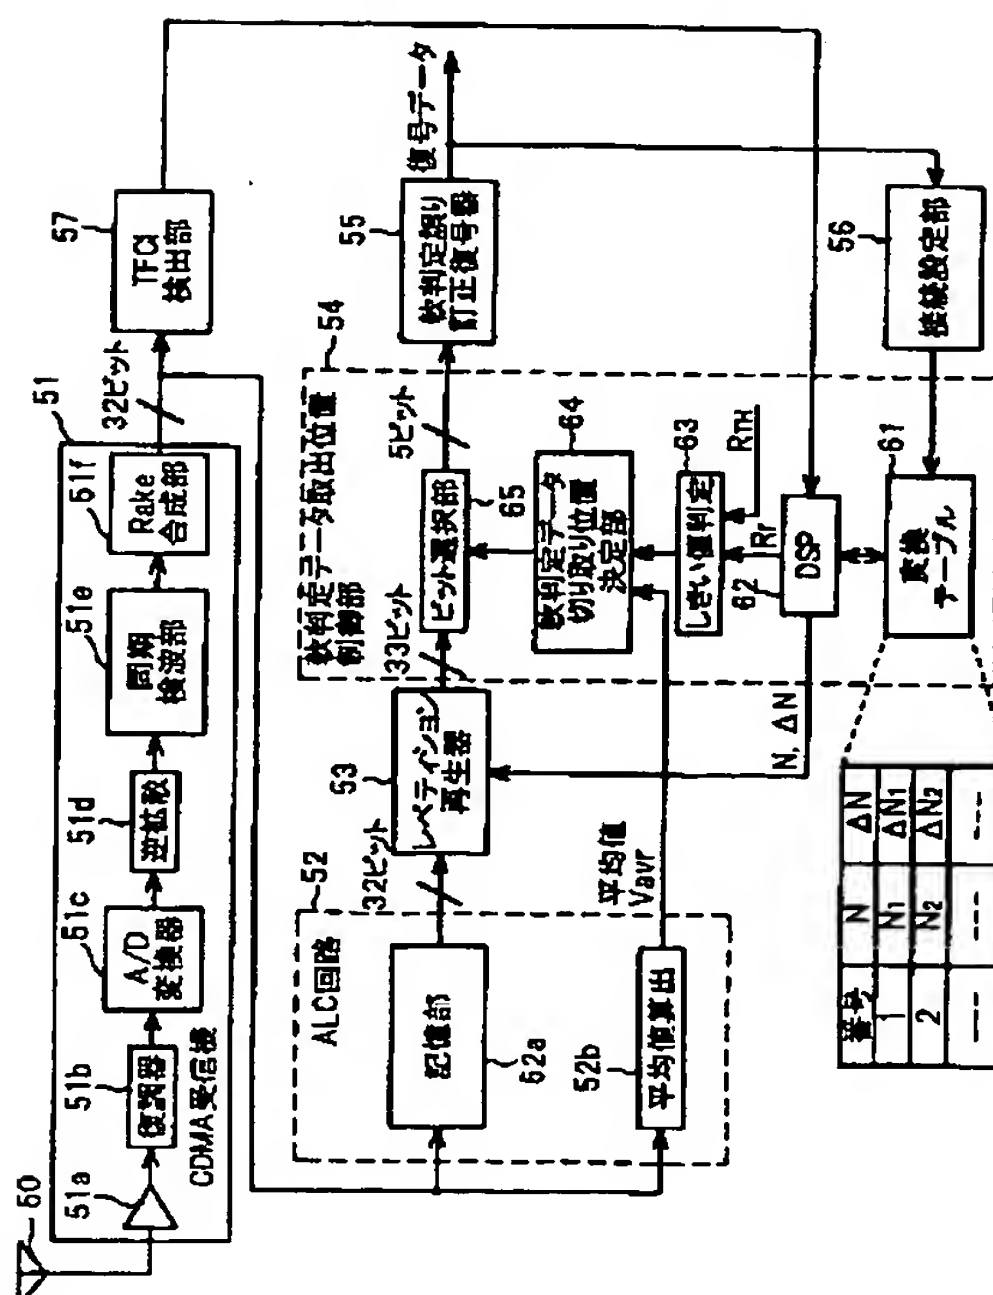 50
51
CDMA受信機
51a
51b
復調器
51c
A/D
変換器
51d
逆拡散
51e
同期
検波部
51f
Rake
合成部
32ビット
57
TFCI
検出部
52
ALC回路
記憶部
52a
52b
平均値算出
平均値
Vavr
32ビット
53
レペティション
再生器
33ビット
N, ΔN
54
軟判定データ取出位置
制御部
ビット選択部
65
5ビット
64
軟判定データ
切り取り位置
決定部
63
しきい値判定
RTH
Rr
62
DSP
61
変換
テーブル
55
軟判定誤り
訂正復号器
復号データ
56
接続設定部
番号 N ΔN
1 N1 ΔN1
2 N2 ΔN2